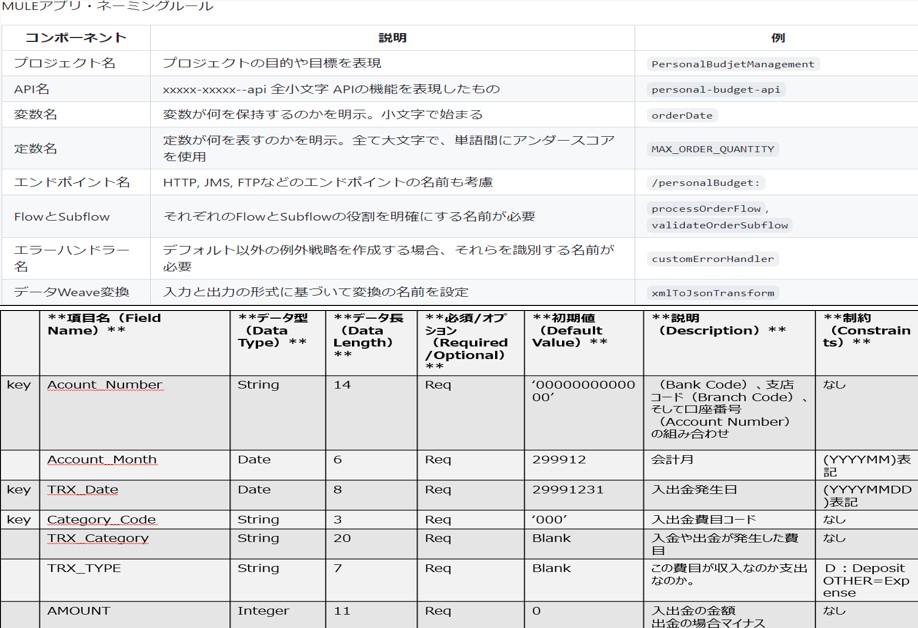 MULEアプリ・ネーミングルール
コンポーネント 説明 例
プロジェクト名 プロジェクトの目的や目標を表現 PersonalBudjetManagement
API名 xxxxx-xxxxx--api 全小文字 APIの機能を表現したもの personal-budget-api
変数名 変数が何を保持するのかを明示。小文字で始まる orderDate
定数名 定数が何を表すのかを明示。全て大文字で、単語間にアンダースコア
を使用 MAX_ORDER_QUANTITY
エンドポイント名 HTTP, JMS, FTPなどのエンドポイントの名前も考慮 /personalBudget:
FlowとSubflow それぞれのFlowとSubflowの役割を明確にする名前が必要 processOrderFlow ,
validateOrderSubflow
エラーハンドラー
名 デフォルト以外の例外戦略を作成する場合、それらを識別する名前が
必要 customErrorHandler
データWeave変換 入力と出力の形式に基づいて変換の名前を設定 xmlToJsonTransform
**項目名（Field
Name）** **データ型
（Data
Type）** **データ長
（Data
Length）
** **必須/オプ
ション
（Required
/Optional）
** **初期値
（Default
Value）** **説明
（Description）** **制約
（Constrain
ts）**
key Acount_Number String 14 Req ‘000000000000
00’ （Bank Code）、支店
コード（Branch Code）、
そして口座番号
（Account Number）
の組み合わせ なし
Account_Month Date 6 Req 299912 会計月 (YYYYMM)表
記
key TRX_Date Date 8 Req 29991231 入出金発生日 (YYYYMMDD
)表記
key Category_Code String 3 Req ‘000’ 入出金費目コード なし
TRX_Category String 20 Req Blank 入金や出金が発生した費
目 なし
TRX_TYPE String 7 Req Blank この費目が収入なのか支出
なのか。 D：Deposit
OTHER=Exp
ense
AMOUNT Integer 11 Req 0 入出金の金額
出金の場合マイナス なし